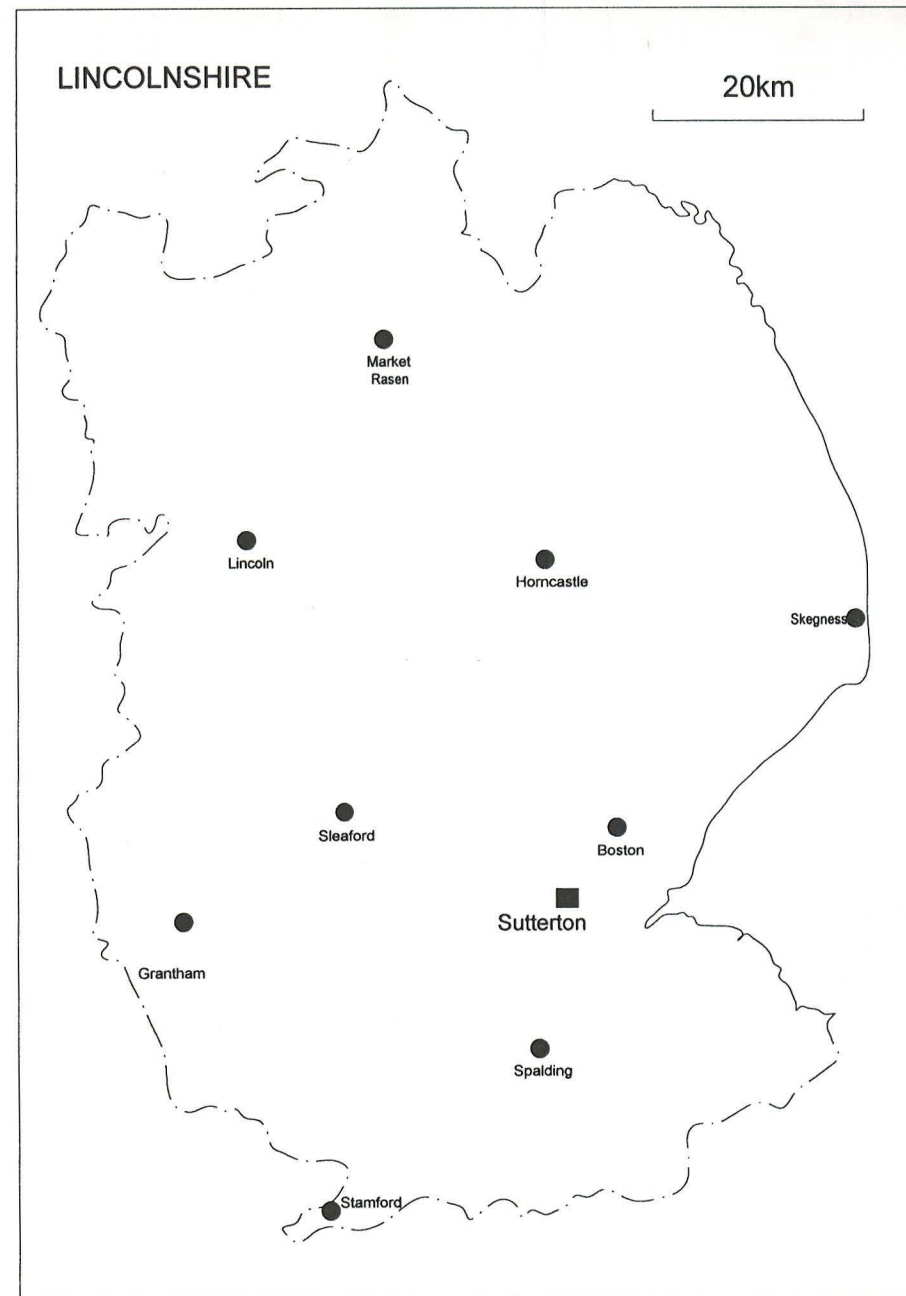 LINCOLNSHIRE
20km
Market
Rasen
Lincoln
Horncastle
Skegness
Sleaford
Boston
Sutterton
Grantham
Spalding
Stamford